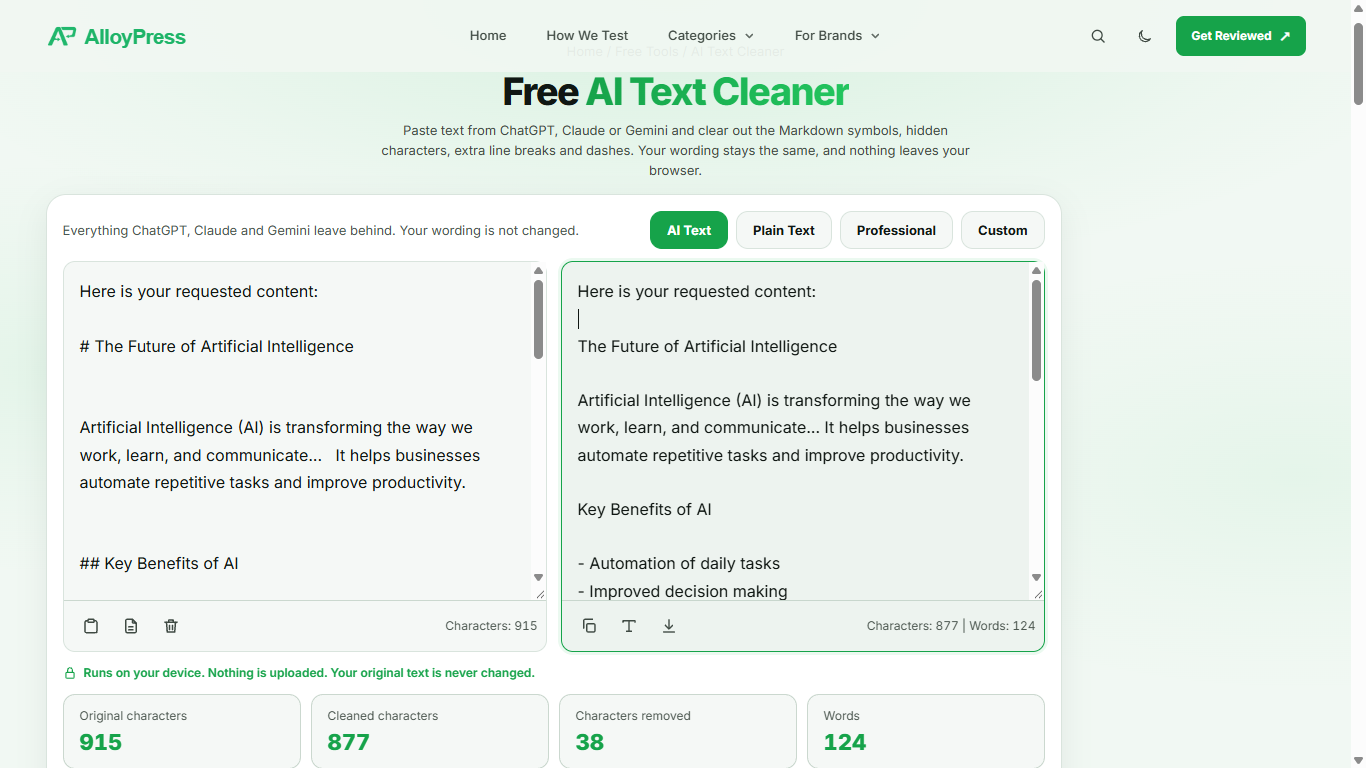 AlloyPress
Home
How We Test
Categories
For Brands
Get Reviewed
Home / Free Tools / AI Text Cleaner
Free AI Text Cleaner
Paste text from ChatGPT, Claude or Gemini and clear out the Markdown symbols, hidden
characters, extra line breaks and dashes. Your wording stays the same, and nothing leaves your
browser.
Everything ChatGPT, Claude and Gemini leave behind. Your wording is not changed.
AI Text
Plain Text
Professional
Custom
Here is your requested content:
# The Future of Artificial Intelligence
Artificial Intelligence (AI) is transforming the way we
work, learn, and communicate...   It helps businesses
automate repetitive tasks and improve productivity.
## Key Benefits of AI
Characters: 915
Here is your requested content:
The Future of Artificial Intelligence
Artificial Intelligence (AI) is transforming the way we
work, learn, and communicate... It helps businesses
automate repetitive tasks and improve productivity.
Key Benefits of AI
- Automation of daily tasks
- Improved decision making
Characters: 877 | Words: 124
Runs on your device. Nothing is uploaded. Your original text is never changed.
Original characters
915
Cleaned characters
877
Characters removed
38
Words
124